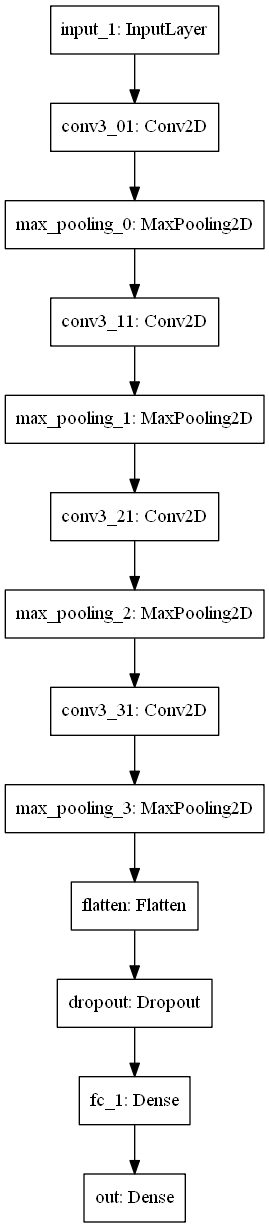 input_1: InputLayer
conv3_01: Conv2D
max_pooling_0: MaxPooling2D
conv3_11: Conv2D
max_pooling_1: MaxPooling2D
conv3_21: Conv2D
max_pooling_2: MaxPooling2D
conv3_31: Conv2D
max_pooling_3: MaxPooling2D
flatten: Flatten
dropout: Dropout
fc_1: Dense
out: Dense